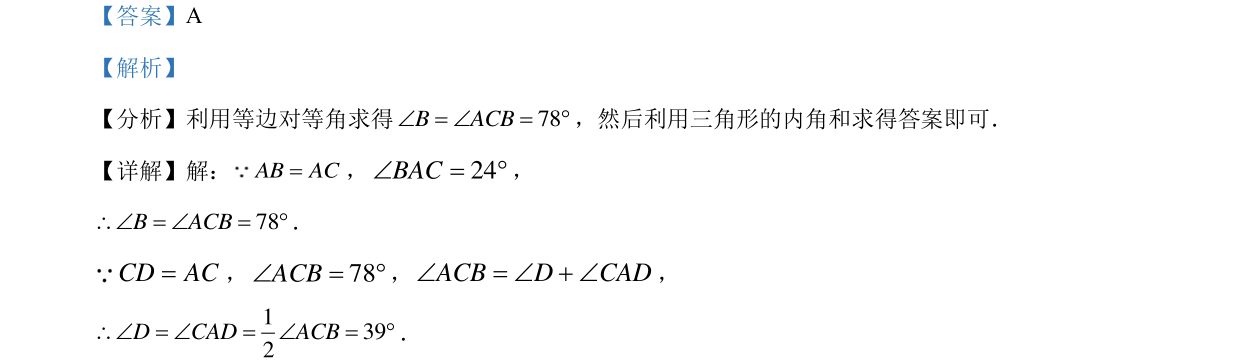 【答案】A
【解析】
【分析】利用等边对等角求得∠B=∠ACB=78°，然后利用三角形的内角和求得答案即可.
【详解】解：∵AB=AC，∠BAC=24°，
∴∠B=∠ACB=78°.
∵CD=AC，∠ACB=78°，∠ACB=∠D+∠CAD，
∴∠D=∠CAD=\frac{1}{2}∠ACB=39°.